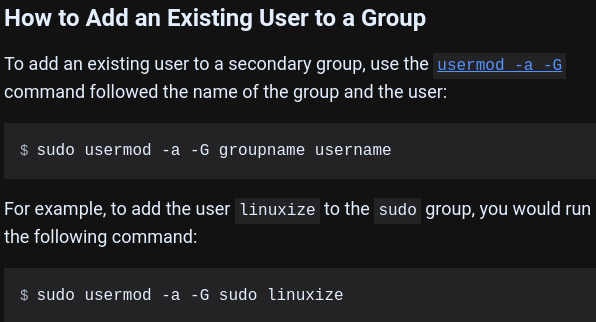 How to Add an Existing User to a Group
To add an existing user to a secondary group, use the usermod -a -G
command followed the name of the group and the user:
$ sudo usermod -a -G groupname username
For example, to add the user linuxize to the sudo group, you would run
the following command:
$ sudo usermod -a -G sudo linuxize